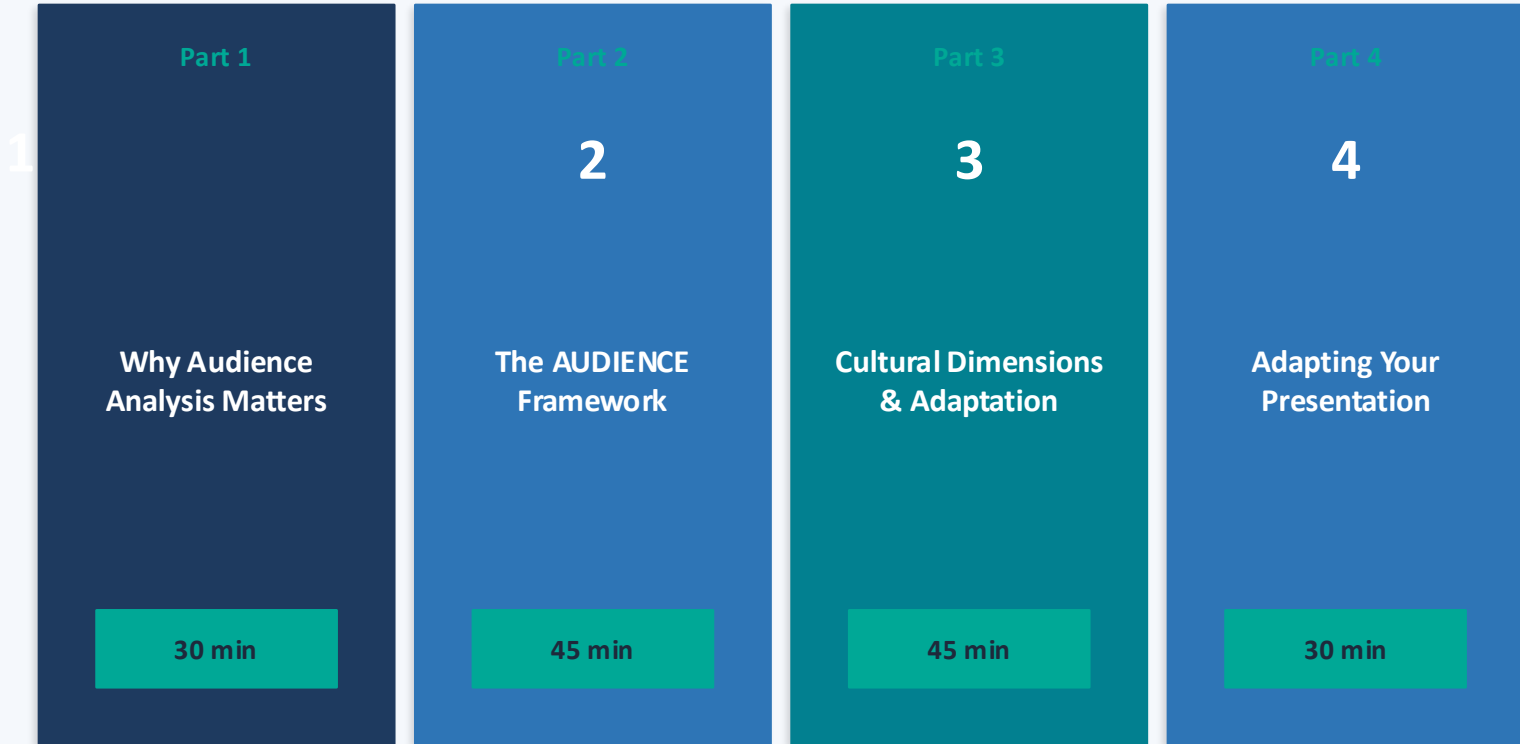 Part 1
1
Why Audience
Analysis Matters
30 min
Part 2
2
The AUDIENCE
Framework
45 min
Part 3
3
Cultural Dimensions
& Adaptation
45 min
Part 4
4
Adapting Your
Presentation
30 min